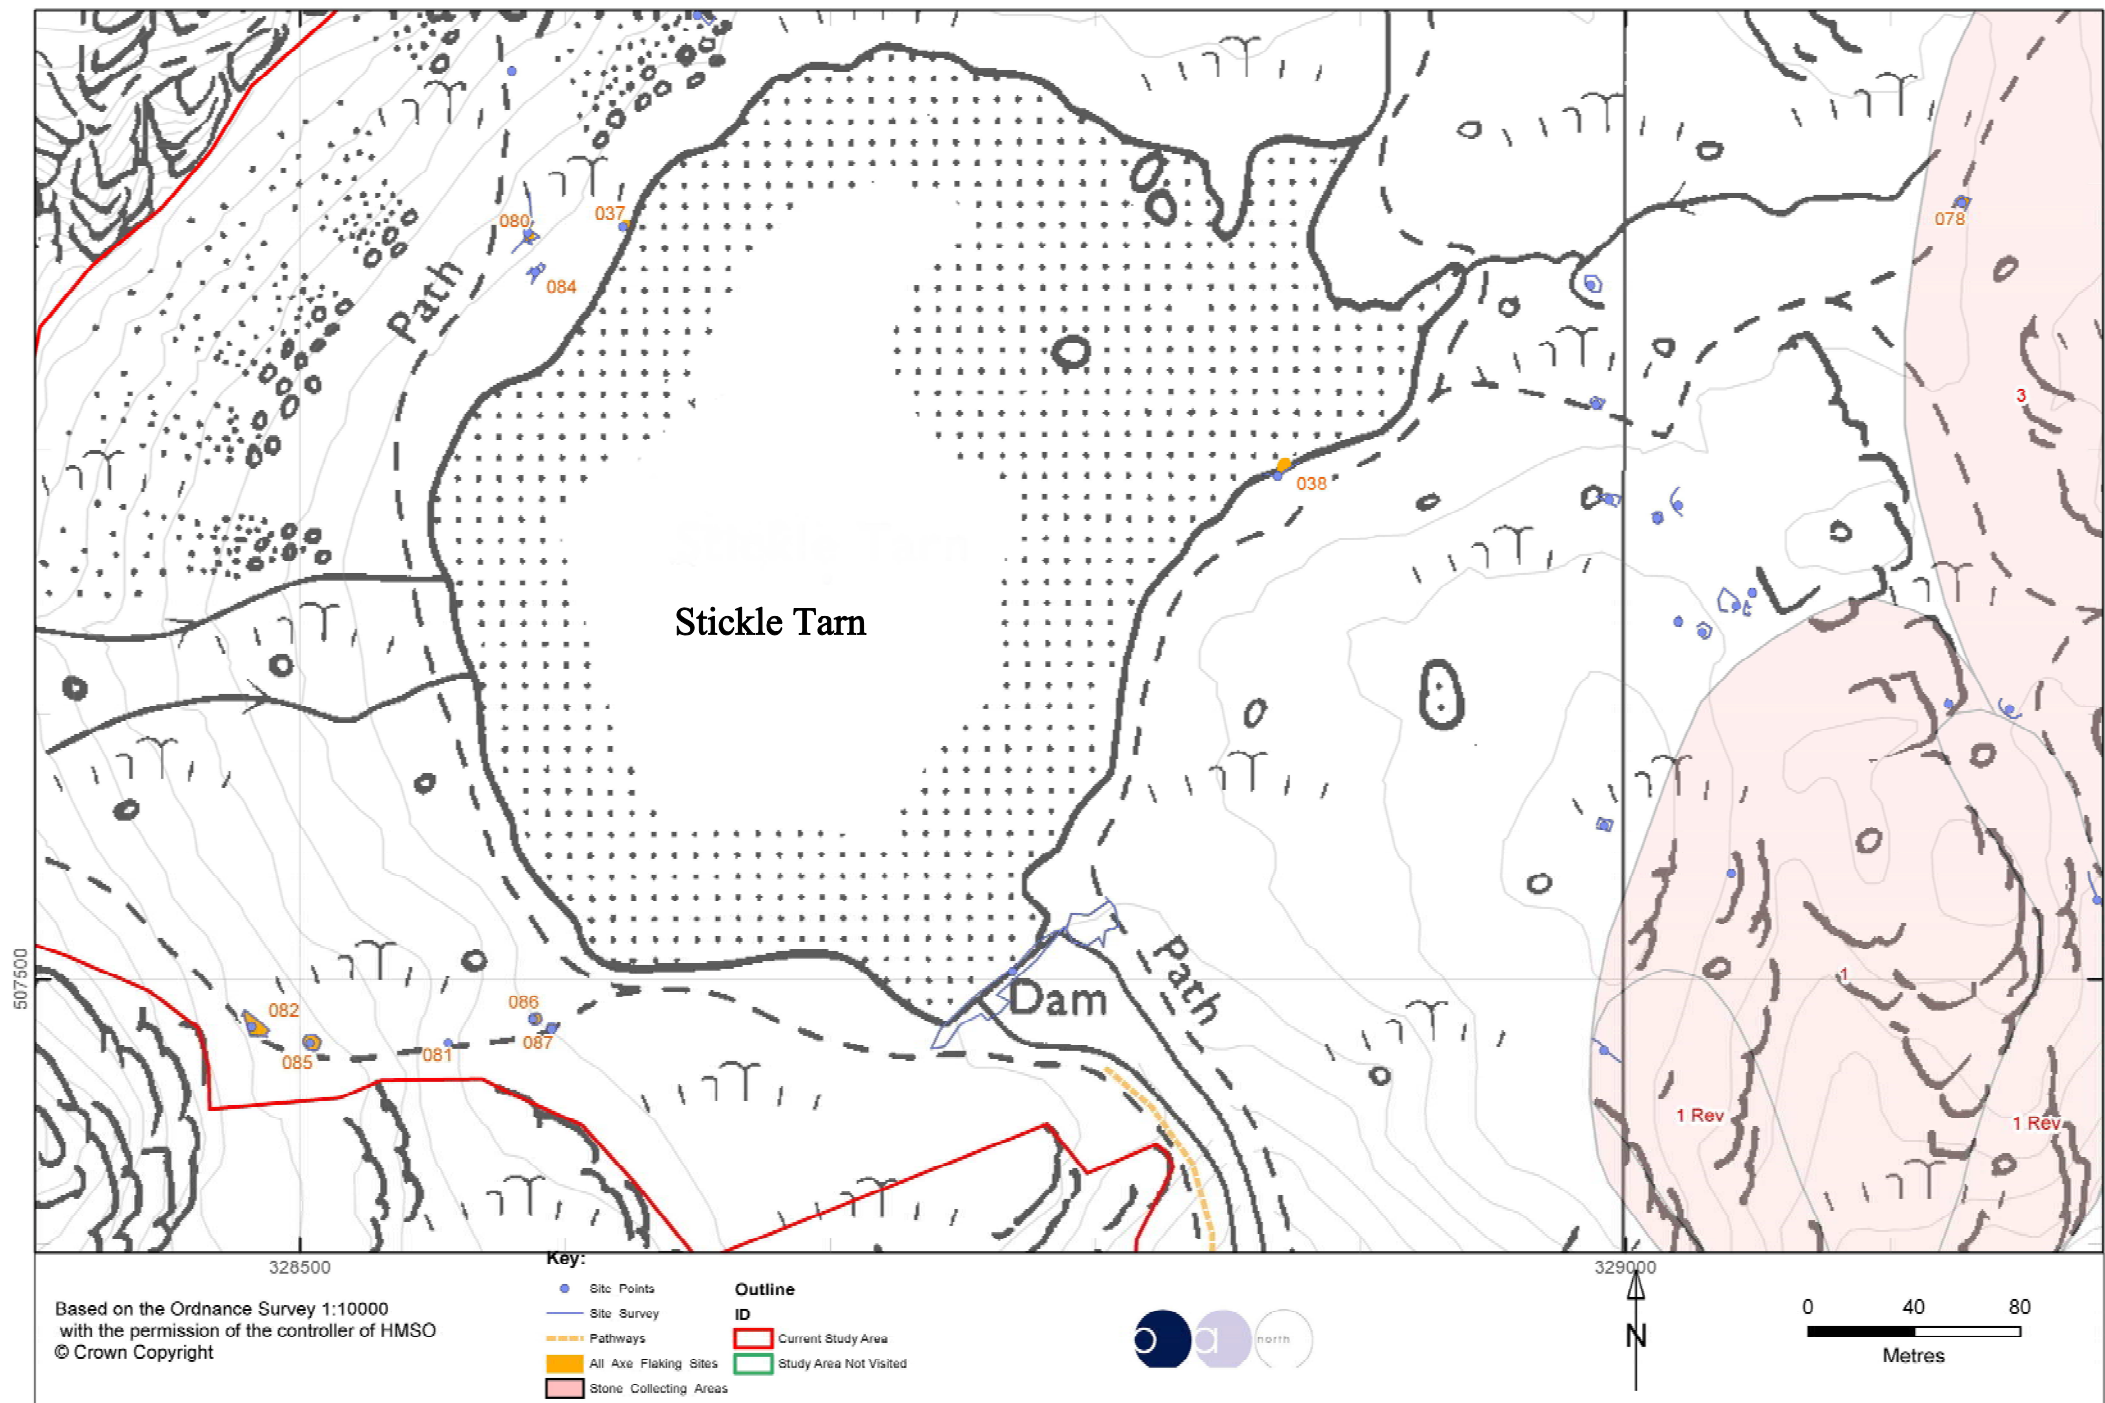 080
037
084
078
Path
3
038
Stickle Tarn
507500
Path
Dam
082
086
085
081
087
1
1 Rev
1 Rev
328500
329000
Key:
Site Points
Site Survey
Pathways
All Axe Flaking Sites
Stone Collecting Areas
Outline
ID
Current Study Area
Study Area Not Visited
Based on the Ordnance Survey 1:10000
with the permission of the controller of HMSO
© Crown Copyright
o a north
N
0 40 80
Metres